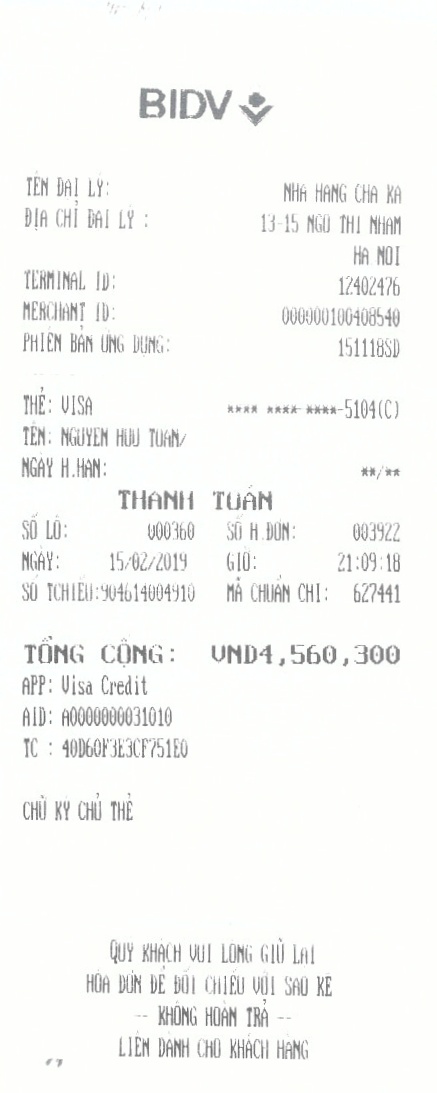 BIDV
TÊN ĐẠI LÝ: NHA HANG CHA KA
ĐỊA CHỈ ĐẠI LÝ : 13-15 NGO THI NHAM
HA NOI
TERMINAL ID: 12402476
MERCHANT ID: 000000100408540
PHIÊN BẢN ỨNG DỤNG: 151118SD
THẺ: VISA **** **** ****-5104(C)
TÊN: NGUYEN HUU TUAN/
NGÀY H.HẠN: **/**
THANH TUÁN
SỐ LÔ: 000360 SỐ H.ĐƠN: 003922
NGÀY: 15/02/2019 GIỜ: 21:09:18
SỐ TCHIẾU:904614004910 MÃ CHUẨN CHI: 627441
TỔNG CỘNG: VND4,560,300
APP: Visa Credit
AID: A0000000031010
TC : 40D60F3E3CF751E0
CHỮ KÝ CHỦ THẺ
QUÝ KHÁCH VUI LÒNG GIỮ LẠI
HÓA ĐƠN ĐỂ ĐỐI CHIẾU VỚI SAO KÊ
-- KHÔNG HOÀN TRẢ --
LIÊN DÀNH CHO KHÁCH HÀNG